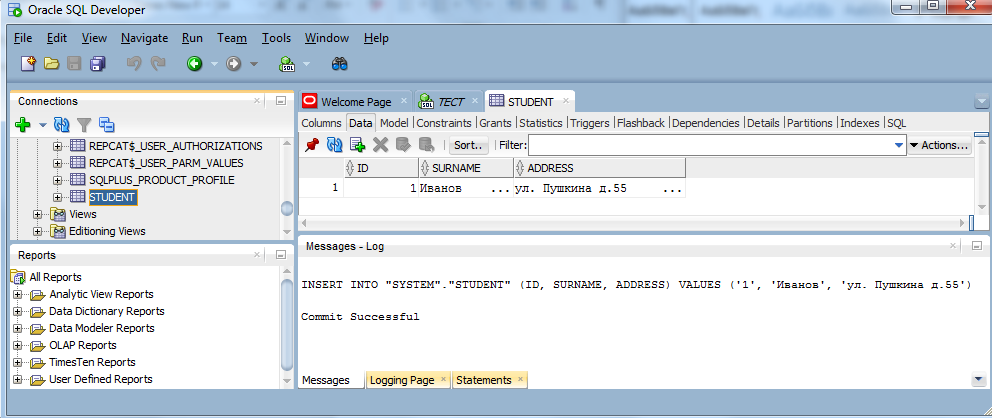 Oracle SQL Developer
File Edit View Navigate Run Team Tools Window Help
SQL
Connections
REPCAT$_USER_AUTHORIZATIONS
REPCAT$_USER_PARM_VALUES
SQLPLUS_PRODUCT_PROFILE
STUDENT
Views
Editioning Views
Reports
All Reports
Analytic View Reports
Data Dictionary Reports
Data Modeler Reports
OLAP Reports
TimesTen Reports
User Defined Reports
Welcome Page ТЕСТ STUDENT
Columns Data Model Constraints Grants Statistics Triggers Flashback Dependencies Details Partitions Indexes SQL
Sort.. Filter: Actions...
ID SURNAME ADDRESS
1 1 Иванов ... ул. Пушкина д.55 ...
Messages - Log
INSERT INTO "SYSTEM"."STUDENT" (ID, SURNAME, ADDRESS) VALUES ('1', 'Иванов', 'ул. Пушкина д.55')
Commit Successful
Messages Logging Page Statements